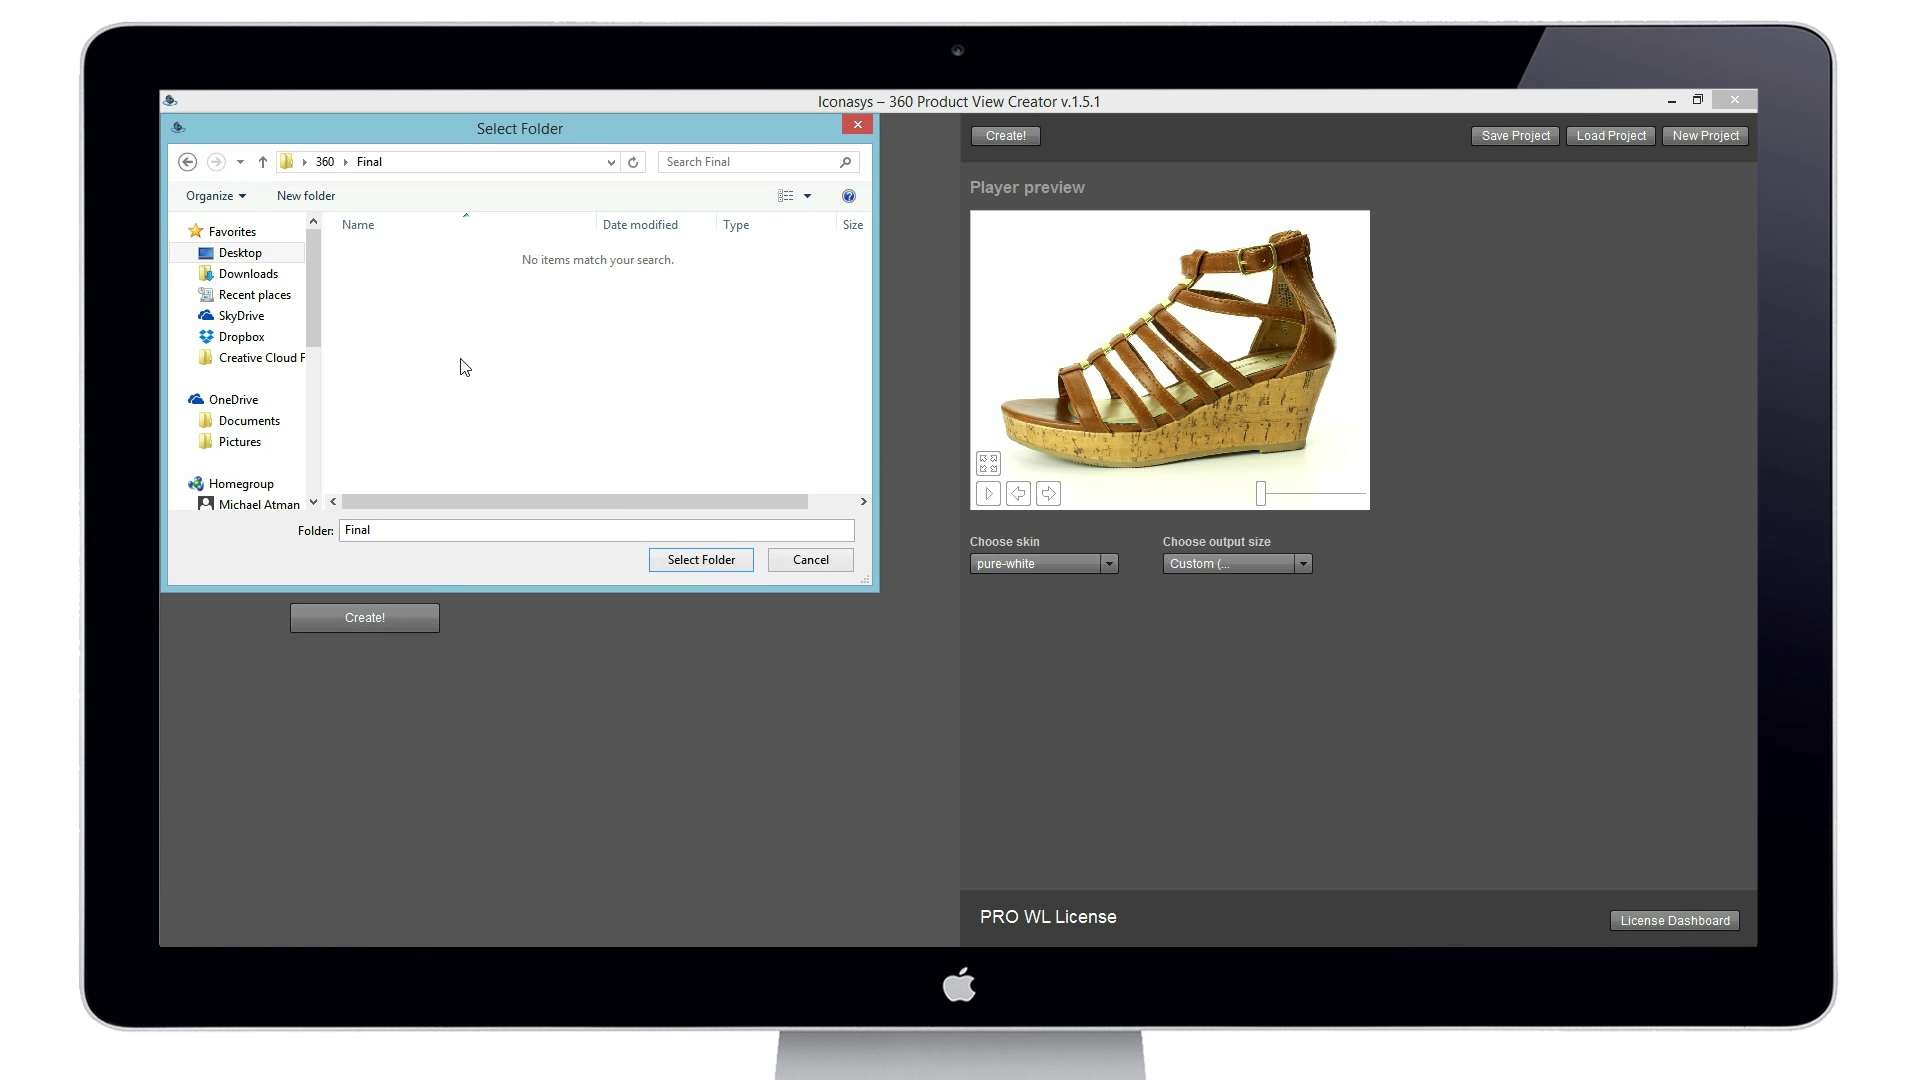 Iconasys – 360 Product View Creator v.1.5.1
Select Folder
360 Final
Search Final
Organize
New folder
Name
Date modified
Type
Size
No items match your search.
Favorites
Desktop
Downloads
Recent places
SkyDrive
Dropbox
Creative Cloud F
OneDrive
Documents
Pictures
Homegroup
Michael Atman
Folder: Final
Select Folder
Cancel
Create!
Create!
Save Project
Load Project
New Project
Player preview
Choose skin
pure-white
Choose output size
Custom (...
PRO WL License
License Dashboard